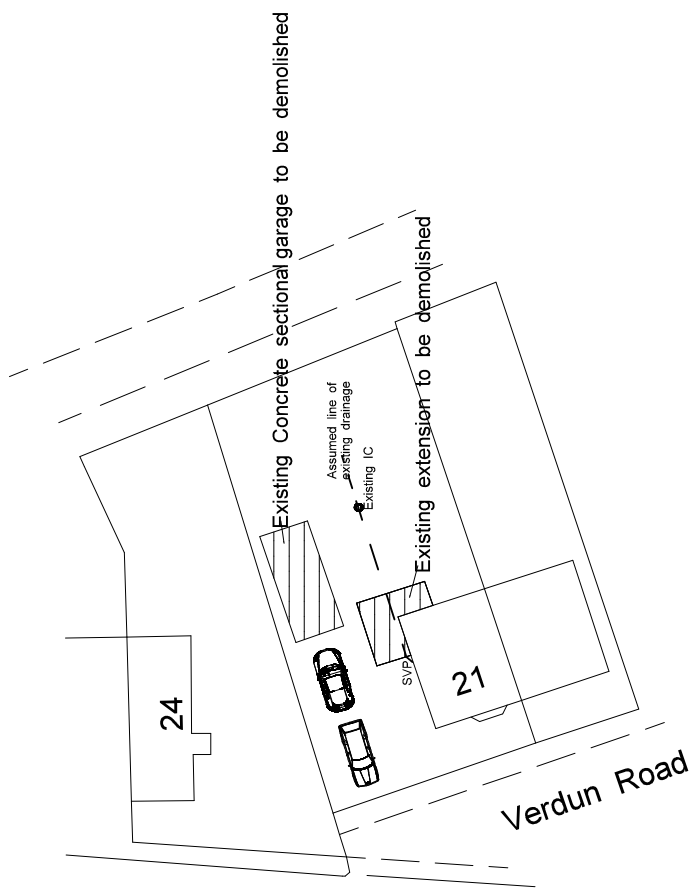 Existing Concrete sectional garage to be demolished
Existing extension to be demolished
Assumed line of
existing drainage
Existing IC
SVP
21
24
Verdun Road